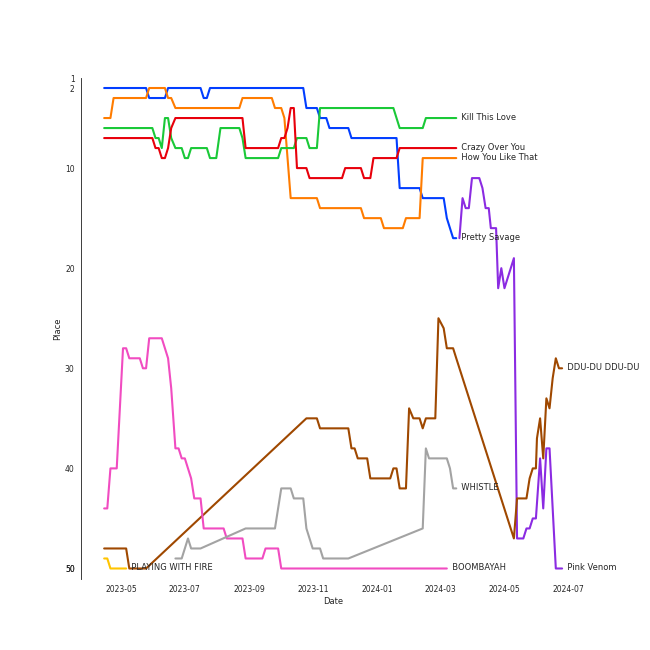 1
2
Kill This Love
Crazy Over You
How You Like That
10
Pretty Savage
20
Place
30
DDU-DU DDU-DU
40
WHISTLE
50
PLAYING WITH FIRE
BOOMBAYAH
Pink Venom
2023-05
2023-07
2023-09
2023-11
2024-01
2024-03
2024-05
2024-07
Date